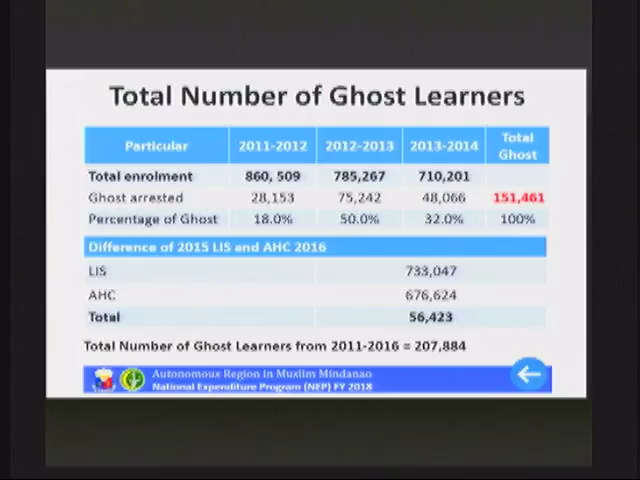 Total Number of Ghost Learners
Particular 2011-2012 2012-2013 2013-2014 Total Ghost
Total enrolment 860, 509 785,267 710,201
Ghost arrested 28,153 75,242 48,066 151,461
Percentage of Ghost 18.0% 50.0% 32.0% 100%
Difference of 2015 LIS and AHC 2016
LIS 733,047
AHC 676,624
Total 56,423
Total Number of Ghost Learners from 2011-2016 = 207,884
Autonomous Region in Muslim Mindanao
National Expenditure Program (NEP) FY 2018